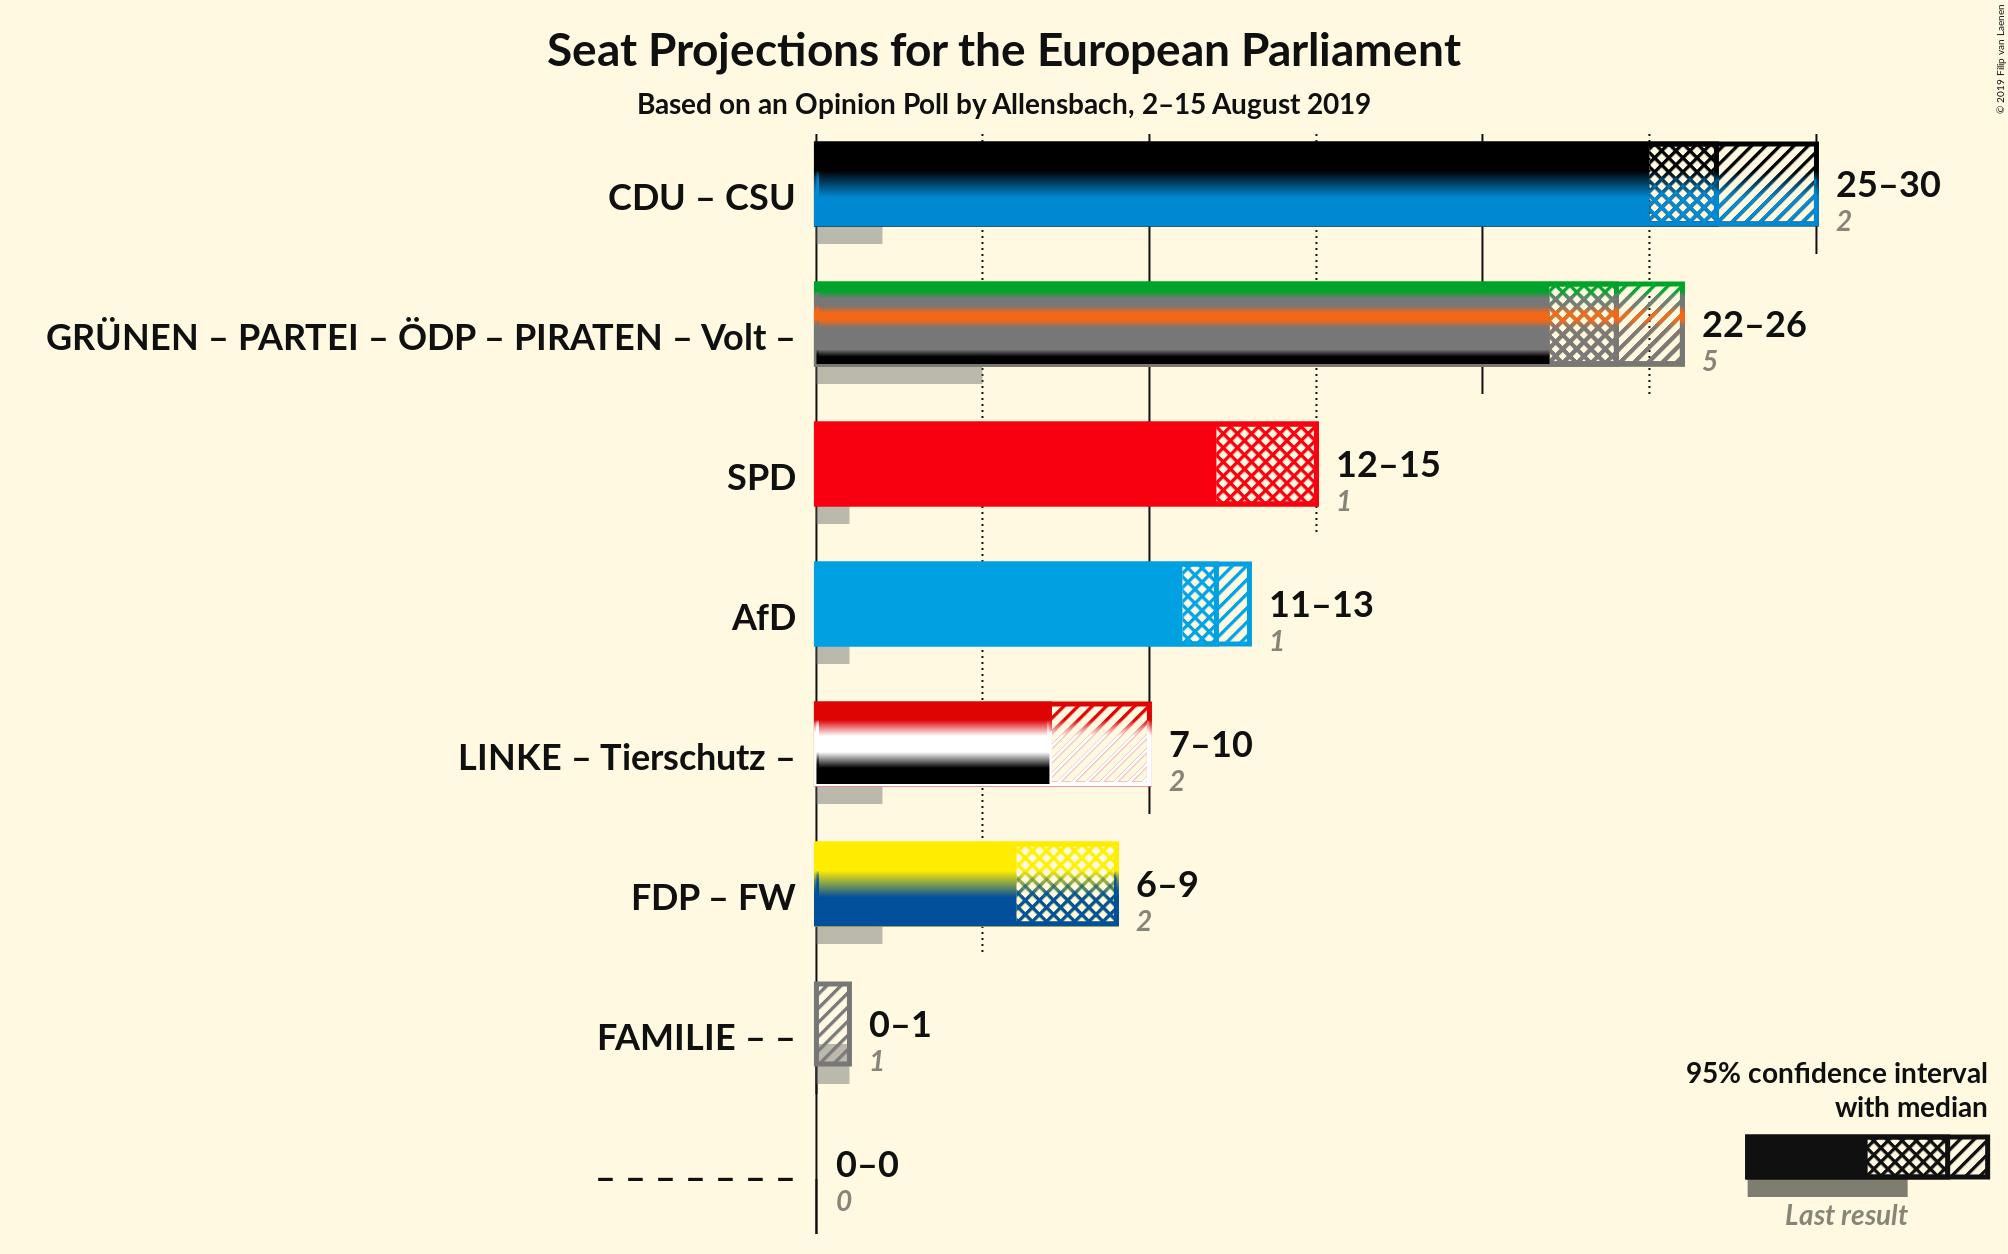 Seat Projections for the European Parliament
Based on an Opinion Poll by Allensbach, 2–15 August 2019
© 2019 Filip van Laenen
CDU – CSU
25–30
2
GRÜNEN – PARTEI – ÖDP – PIRATEN – Volt –
22–26
5
SPD
12–15
1
AfD
11–13
1
LINKE – Tierschutz –
7–10
2
FDP – FW
6–9
2
FAMILIE – –
0–1
1
– – – – – – –
0–0
0
95% confidence interval
with median
Last result